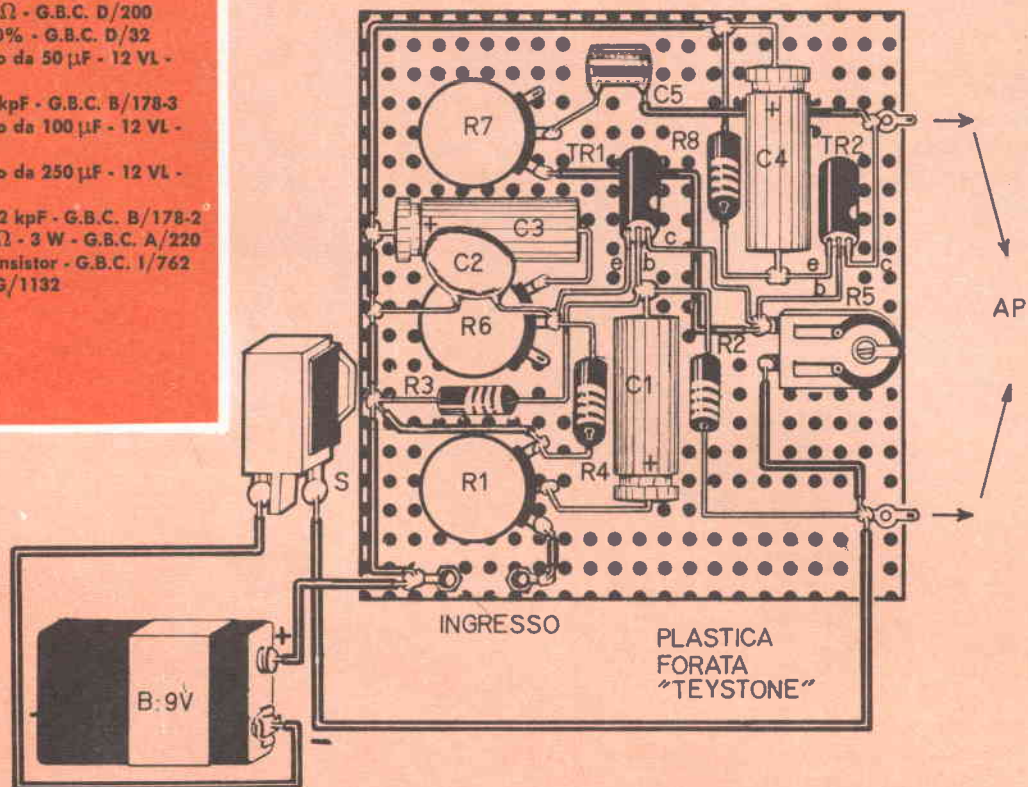 Ω - G.B.C. D/200
0% - G.B.C. D/32
o da 50 µF - 12 VL -
kpF - G.B.C. B/178-3
o da 100 µF - 12 VL -
o da 250 µF - 12 VL -
2 kpF - G.B.C. B/178-2
Ω - 3 W - G.B.C. A/220
nsistor - G.B.C. I/762
G/1132
R7
C5
TR1
R8
+
C4
TR2
+
C3
C2
e
b
c
e
b
c
R6
R2
R5
AP
R3
C1
R4
+
R1
S
INGRESSO
PLASTICA
FORATA
"TEYSTONE"
+
B:9V
-
-